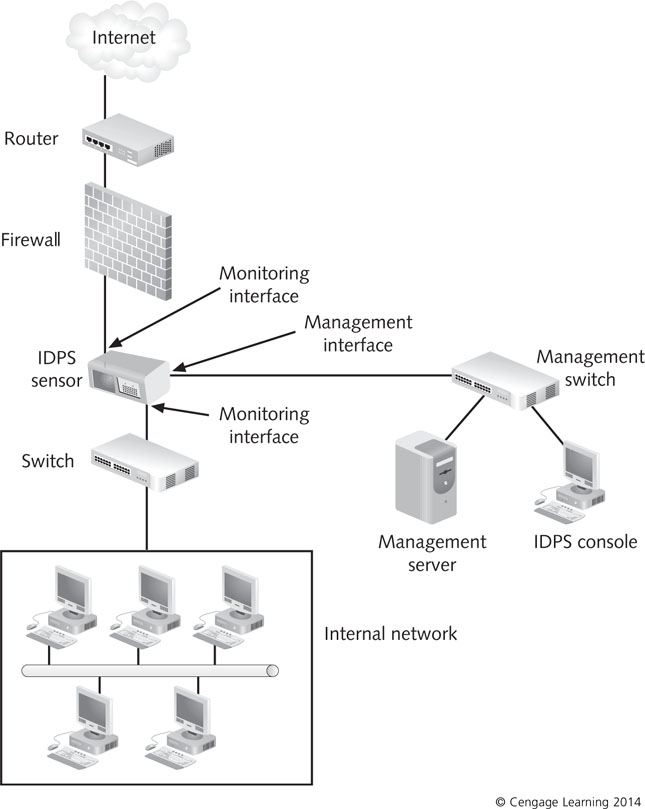 Internet
Router
Firewall
Monitoring
interface
Management
interface
IDPS
sensor
Management
switch
Monitoring
interface
Switch
Management
server
IDPS console
Internal network
© Cengage Learning 2014